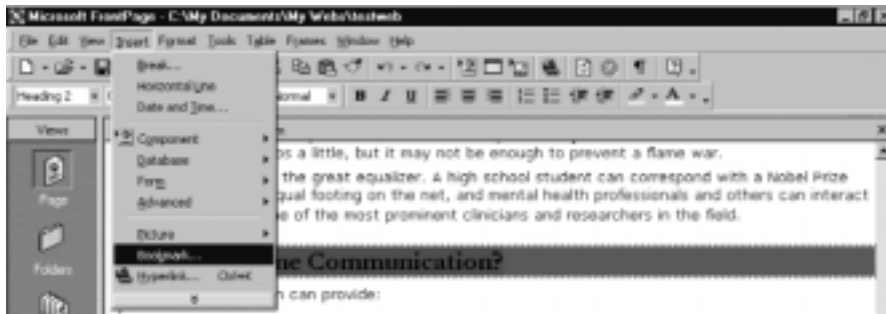 Microsoft FrontPage - C:\My Documents\My Webs\testweb
File Edit View Insert Format Tools Table Frames Window Help
Heading 2
Normal B I U A
Views
Page
Folders
Break...
Horizontal Line
Date and Time...
Component
Database
Form
Advanced
Picture
Bookmark...
Hyperlink... Ctrl+K
ps a little, but it may not be enough to prevent a flame war.
the great equalizer. A high school student can correspond with a Nobel Prize
qual footing on the net, and mental health professionals and others can interact
e of the most prominent clinicians and researchers in the field.
ne Communication?
n can provide: